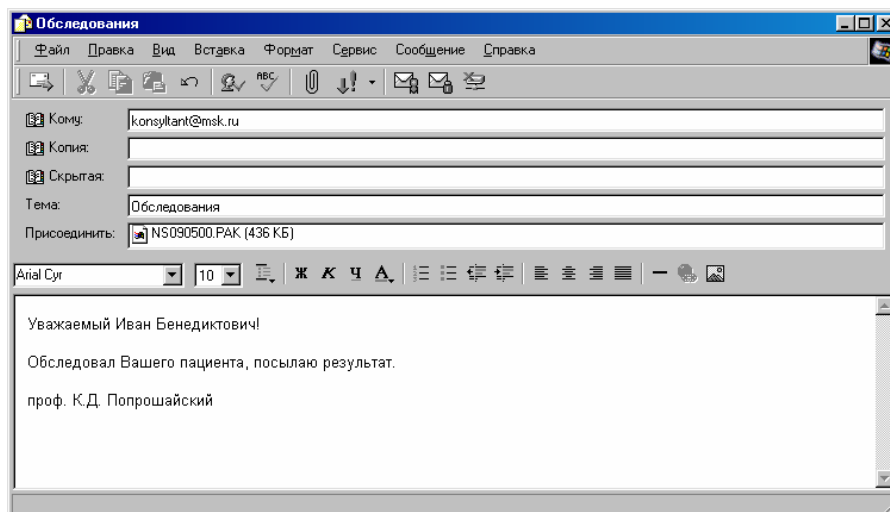 Обследования
Файл Правка Вид Вставка Формат Сервис Сообщение Справка
ABC
Кому: konsyltant@msk.ru
Копия:
Скрытая:
Тема: Обследования
Присоединить: NS090500.PAK (436 КБ)
Arial Cyr 10 Ж К Ч А
Уважаемый Иван Бенедиктович!
Обследовал Вашего пациента, посылаю результат.
проф. К.Д. Попрошайский